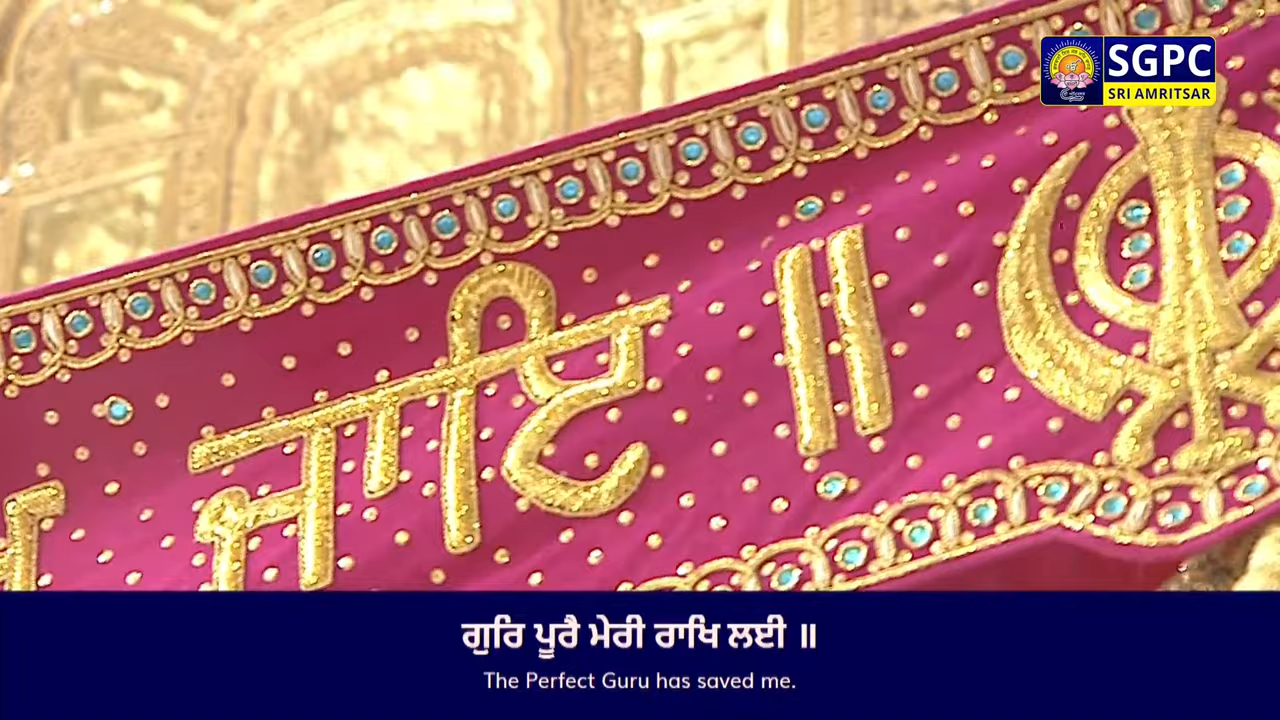 SGPC
SRI AMRITSAR
ਜਾਇ ॥
ਗੁਰਿ ਪੂਰੈ ਮੇਰੀ ਰਾਖਿ ਲਈ ॥
The Perfect Guru has saved me.